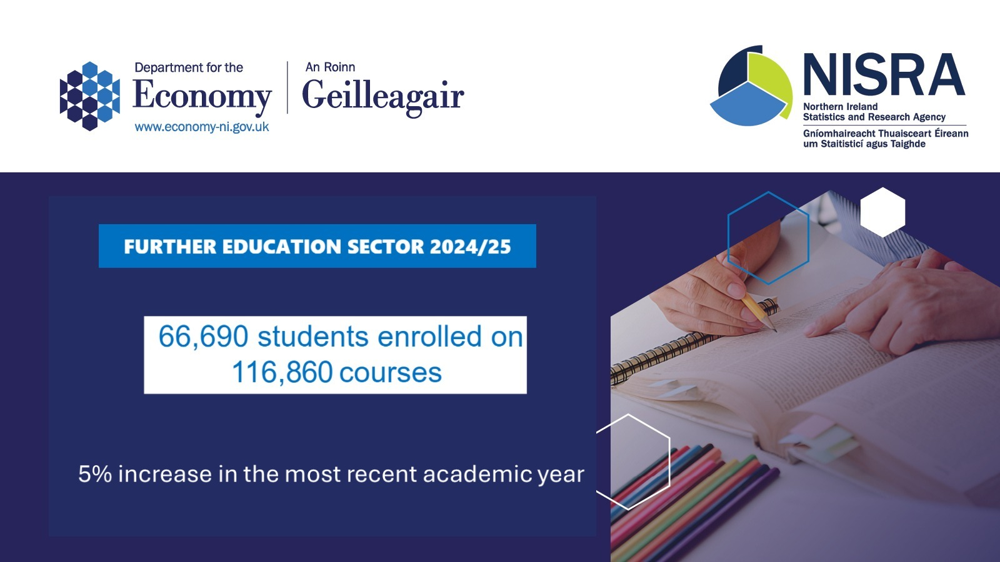 Department for the
Economy
www.economy-ni.gov.uk
An Roinn
Geilleagair
NISRA
Northern Ireland
Statistics and Research Agency
Gníomhaireacht Thuaisceart Éireann
um Staitisticí agus Taighde
FURTHER EDUCATION SECTOR 2024/25
66,690 students enrolled on
116,860 courses
5% increase in the most recent academic year